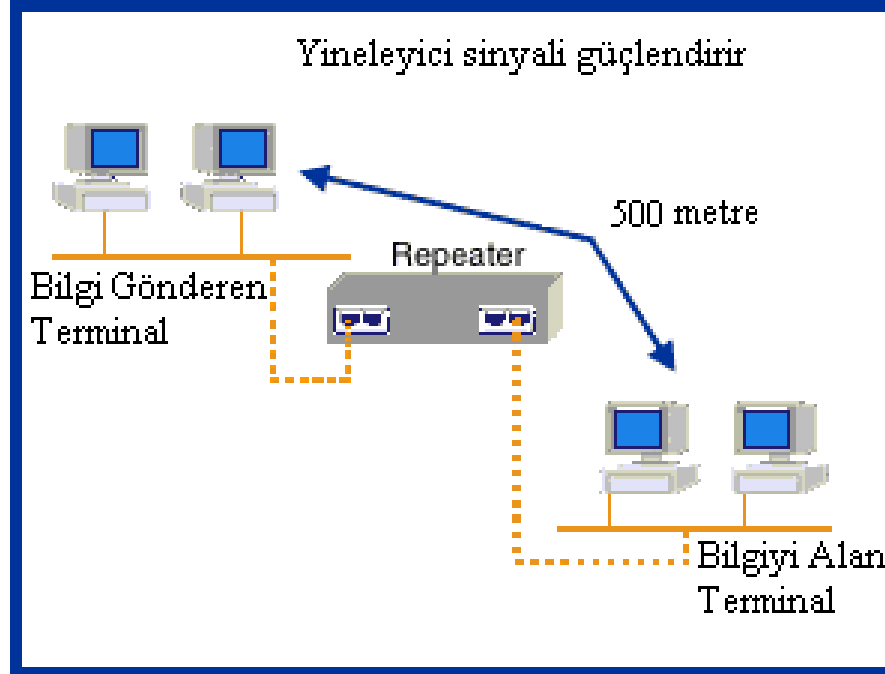 Yineleyici sinyali güçlendirir
500 metre
Repeater
Bilgi Gönderen
Terminal
Bilgiyi Alan
Terminal